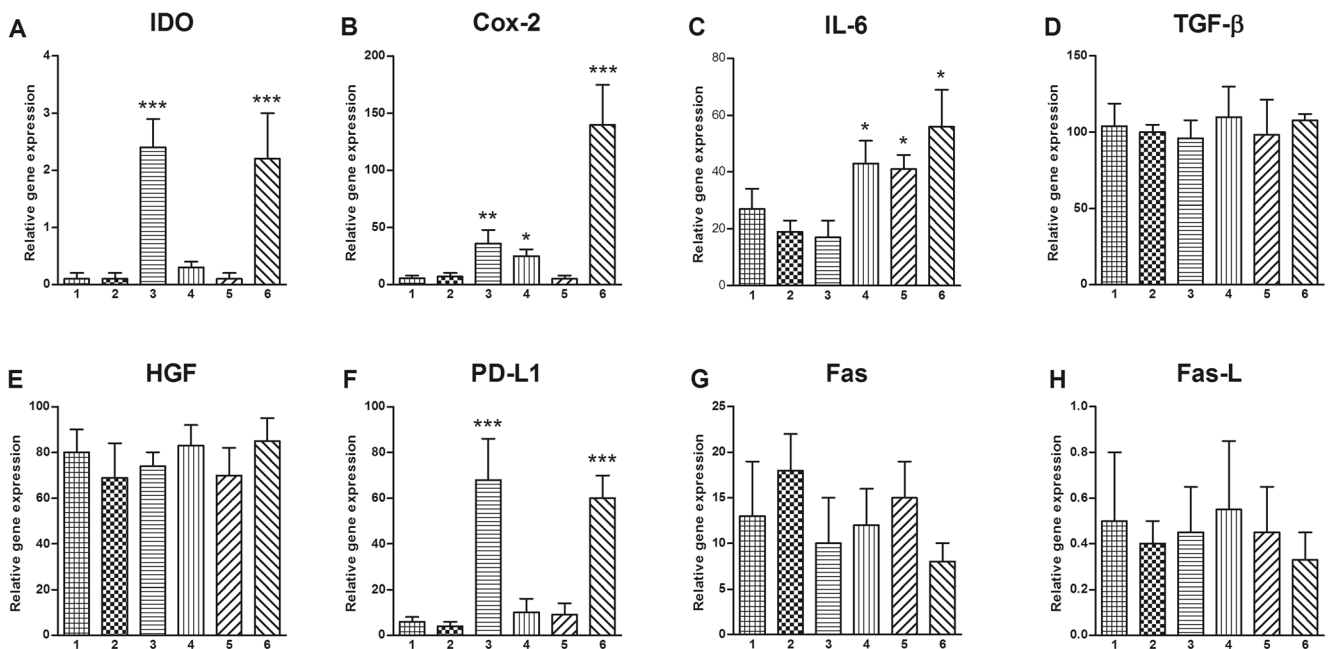 A IDO
Relative gene expression
4
3
2
1
0
***
***
1 2 3 4 5 6
B Cox-2
Relative gene expression
200
150
100
50
0
**
*
***
1 2 3 4 5 6
C IL-6
Relative gene expression
80
60
40
20
0
*
*
*
1 2 3 4 5 6
D TGF-β
Relative gene expression
150
100
50
0
1 2 3 4 5 6
E HGF
Relative gene expression
100
80
60
40
20
0
1 2 3 4 5 6
F PD-L1
Relative gene expression
100
80
60
40
20
0
***
***
1 2 3 4 5 6
G Fas
Relative gene expression
25
20
15
10
5
0
1 2 3 4 5 6
H Fas-L
Relative gene expression
1.0
0.8
0.6
0.4
0.2
0.0
1 2 3 4 5 6